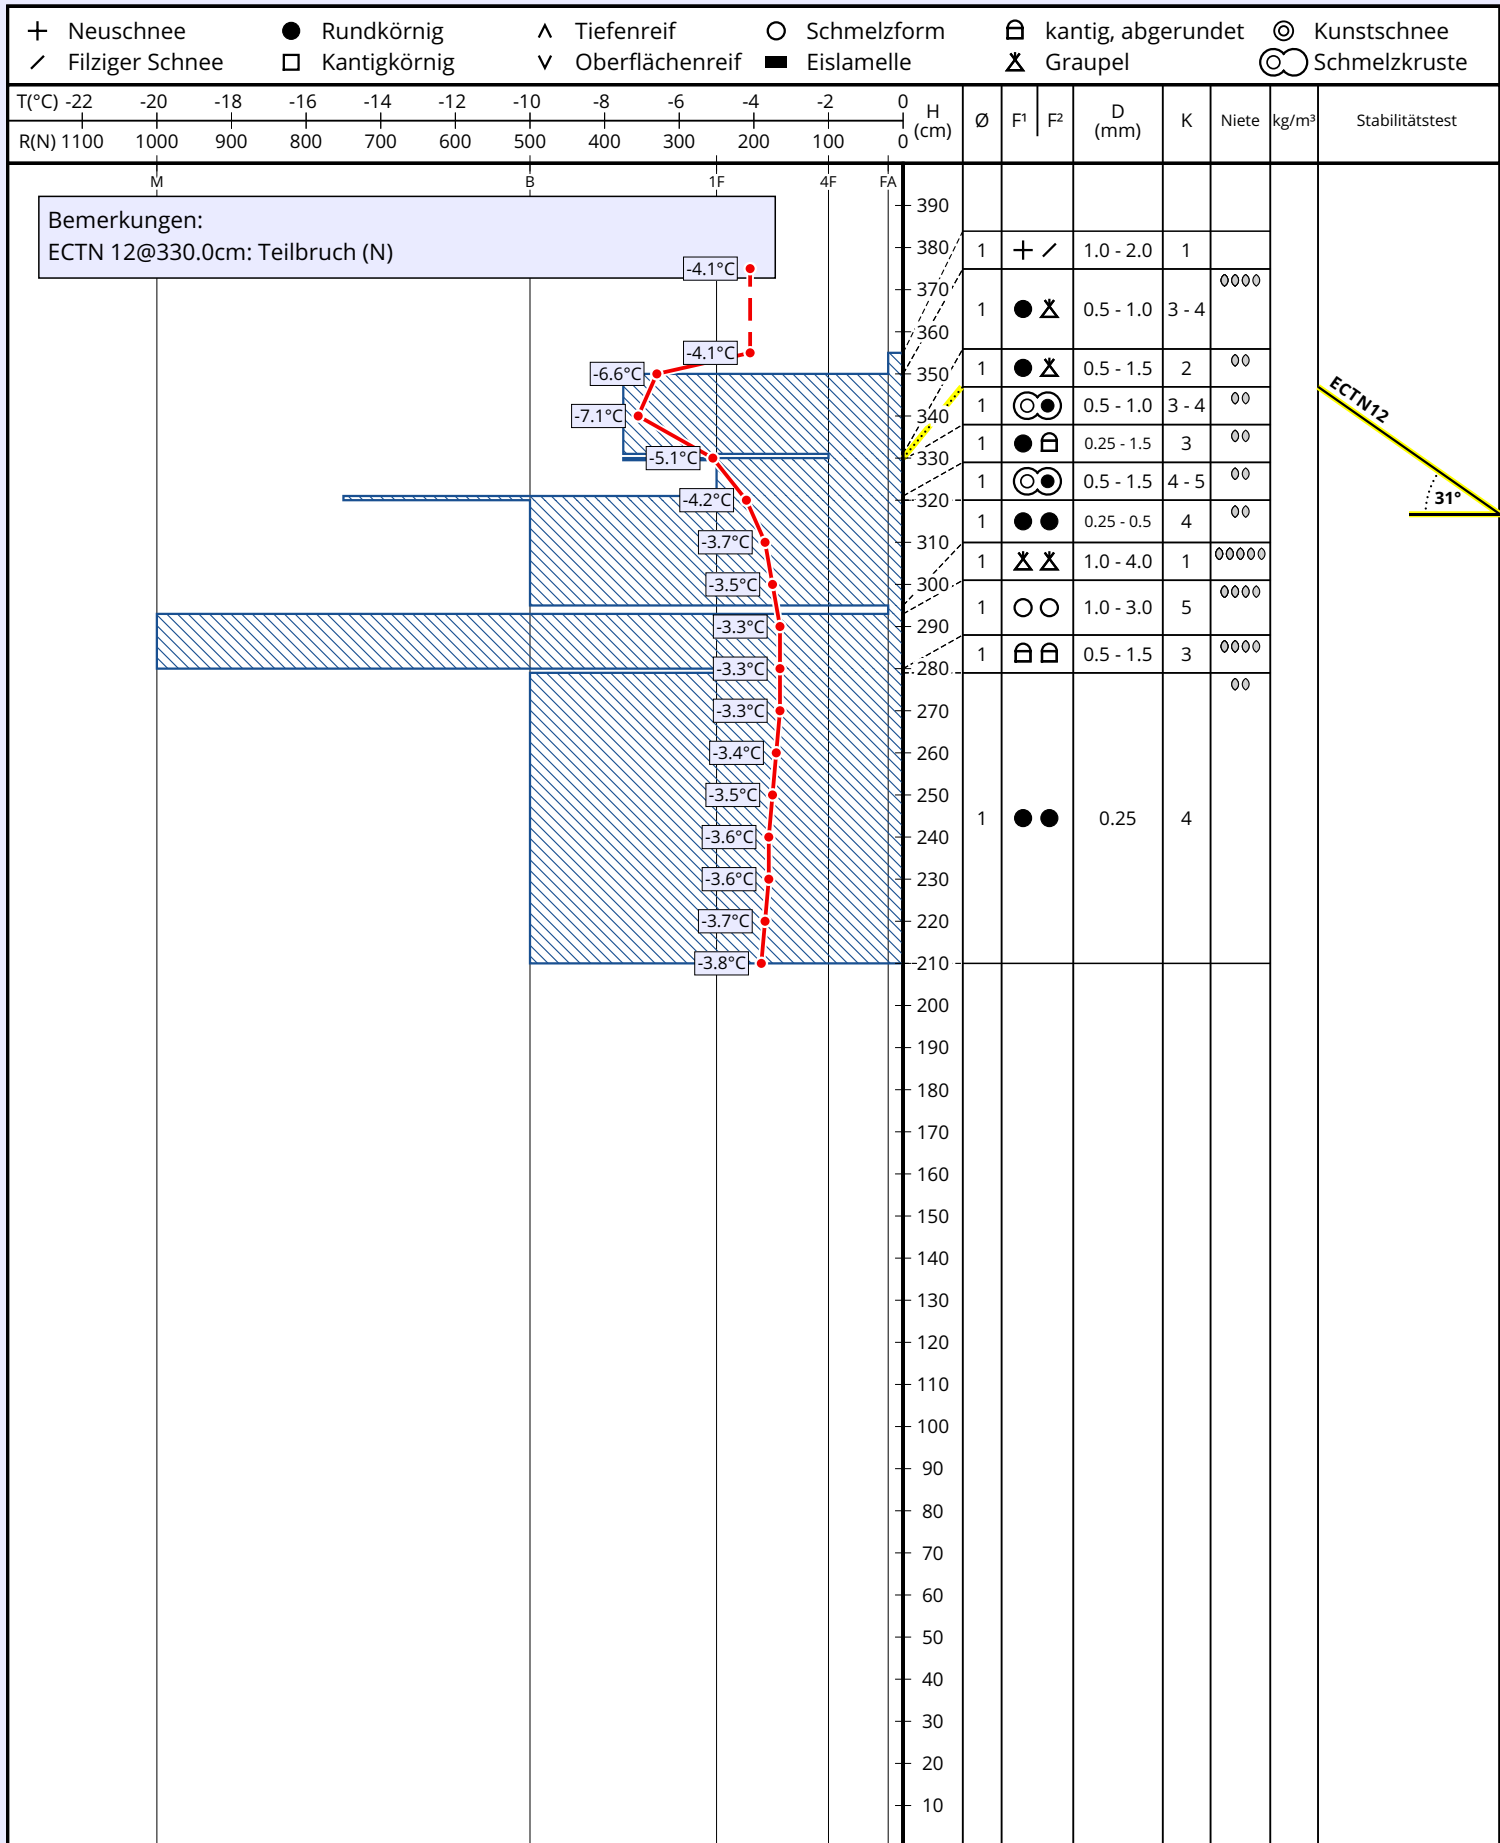 Neuschnee Rundkörnig Tiefenreif Schmelzform kantig, abgerundet Kunstschnee
Filziger Schnee Kantigkörnig Oberflächenreif Eislamelle Graupel Schmelzkruste
T(°C) -22 -20 -18 -16 -14 -12 -10 -8 -6 -4 -2 0
R(N) 1100 1000 900 800 700 600 500 400 300 200 100 0
H (cm) Ø F¹ F² D (mm) K Niete kg/m³ Stabilitätstest
M B 1F 4F FA
Bemerkungen:
ECTN 12@330.0cm: Teilbruch (N)
390
380
370
360
350
340
330
320
310
300
290
280
270
260
250
240
230
220
210
200
190
180
170
160
150
140
130
120
110
100
90
80
70
60
50
40
30
20
10
-4.1°C
-4.1°C
-6.6°C
-7.1°C
-5.1°C
-4.2°C
-3.7°C
-3.5°C
-3.3°C
-3.3°C
-3.3°C
-3.4°C
-3.5°C
-3.6°C
-3.6°C
-3.7°C
-3.8°C
1 1.0 - 2.0 1
1 0.5 - 1.0 3 - 4
1 0.5 - 1.5 2
1 0.5 - 1.0 3 - 4
1 0.25 - 1.5 3
1 0.5 - 1.5 4 - 5
1 0.25 - 0.5 4
1 1.0 - 4.0 1
1 1.0 - 3.0 5
1 0.5 - 1.5 3
1 0.25 4
ECTN12
31°